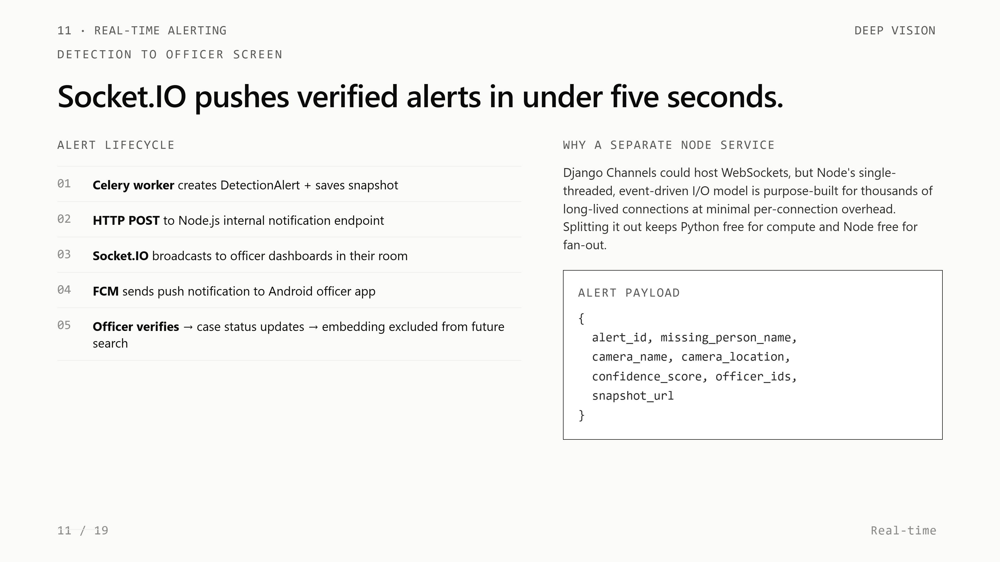 11 · REAL-TIME ALERTING
DEEP VISION
DETECTION TO OFFICER SCREEN
Socket.IO pushes verified alerts in under five seconds.
ALERT LIFECYCLE
01 Celery worker creates DetectionAlert + saves snapshot
02 HTTP POST to Node.js internal notification endpoint
03 Socket.IO broadcasts to officer dashboards in their room
04 FCM sends push notification to Android officer app
05 Officer verifies → case status updates → embedding excluded from future
search
WHY A SEPARATE NODE SERVICE
Django Channels could host WebSockets, but Node's single-
threaded, event-driven I/O model is purpose-built for thousands of
long-lived connections at minimal per-connection overhead.
Splitting it out keeps Python free for compute and Node free for
fan-out.
ALERT PAYLOAD
{
alert_id, missing_person_name,
camera_name, camera_location,
confidence_score, officer_ids,
snapshot_url
}
11 / 19
Real-time